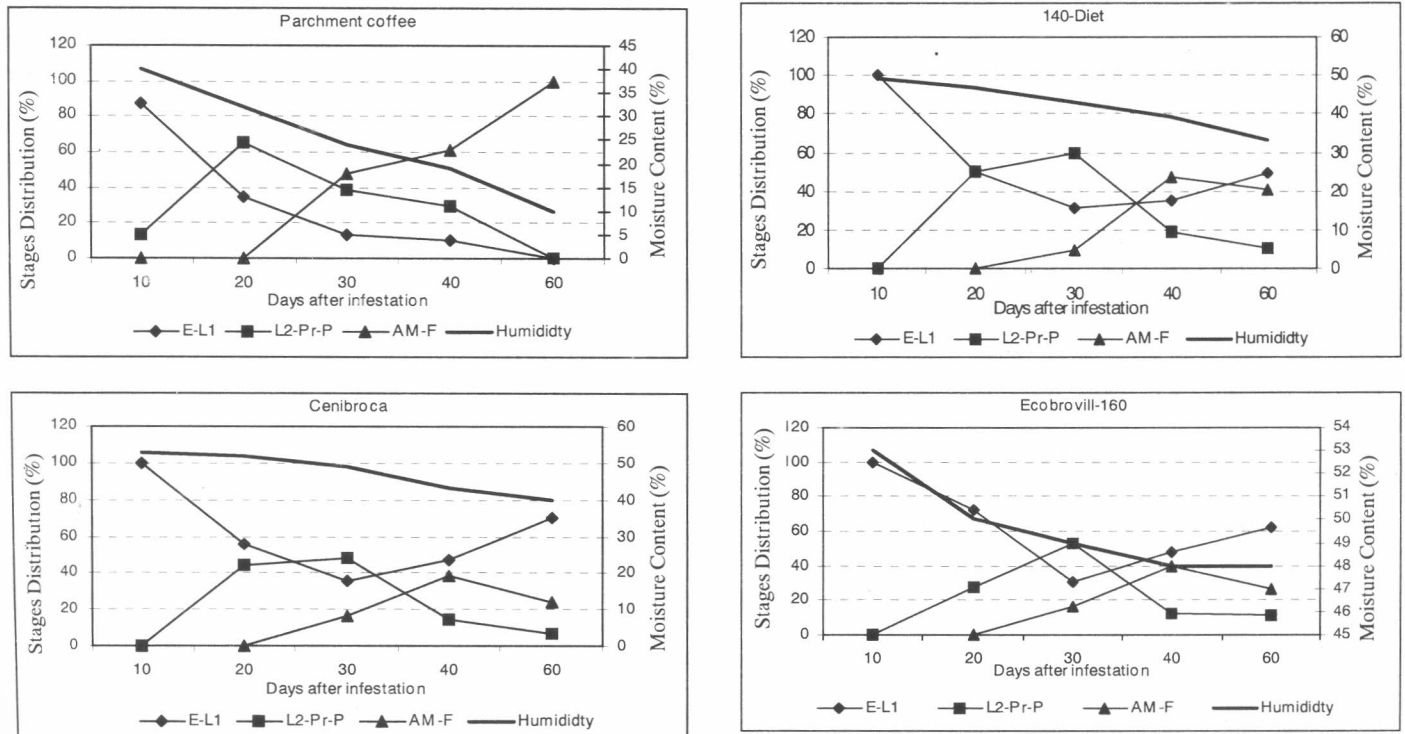 Parchment coffee
Stages Distribution (%)
120
100
80
60
40
20
0
45
40
35
30
25
20
15
10
5
0
Moisture Content (%)
10 20 30 40 60
Days after infestation
E-L1 L2-Pr-P AM-F Humididty
140-Diet
Stages Distribution (%)
120
100
80
60
40
20
0
60
50
40
30
20
10
0
Moisture Content (%)
10 20 30 40 60
Days after infestation
E-L1 L2-Pr-P AM-F Humididty
Cenibroca
Stages Distribution (%)
120
100
80
60
40
20
0
60
50
40
30
20
10
0
Moisture Content (%)
10 20 30 40 60
Days after infestation
E-L1 L2-Pr-P AM-F Humididty
Ecobrovill-160
Stages Distribution (%)
120
100
80
60
40
20
0
54
53
52
51
50
49
48
47
46
45
Moisture Content (%)
10 20 30 40 60
Days after infestation
E-L1 L2-Pr-P AM-F Humididty